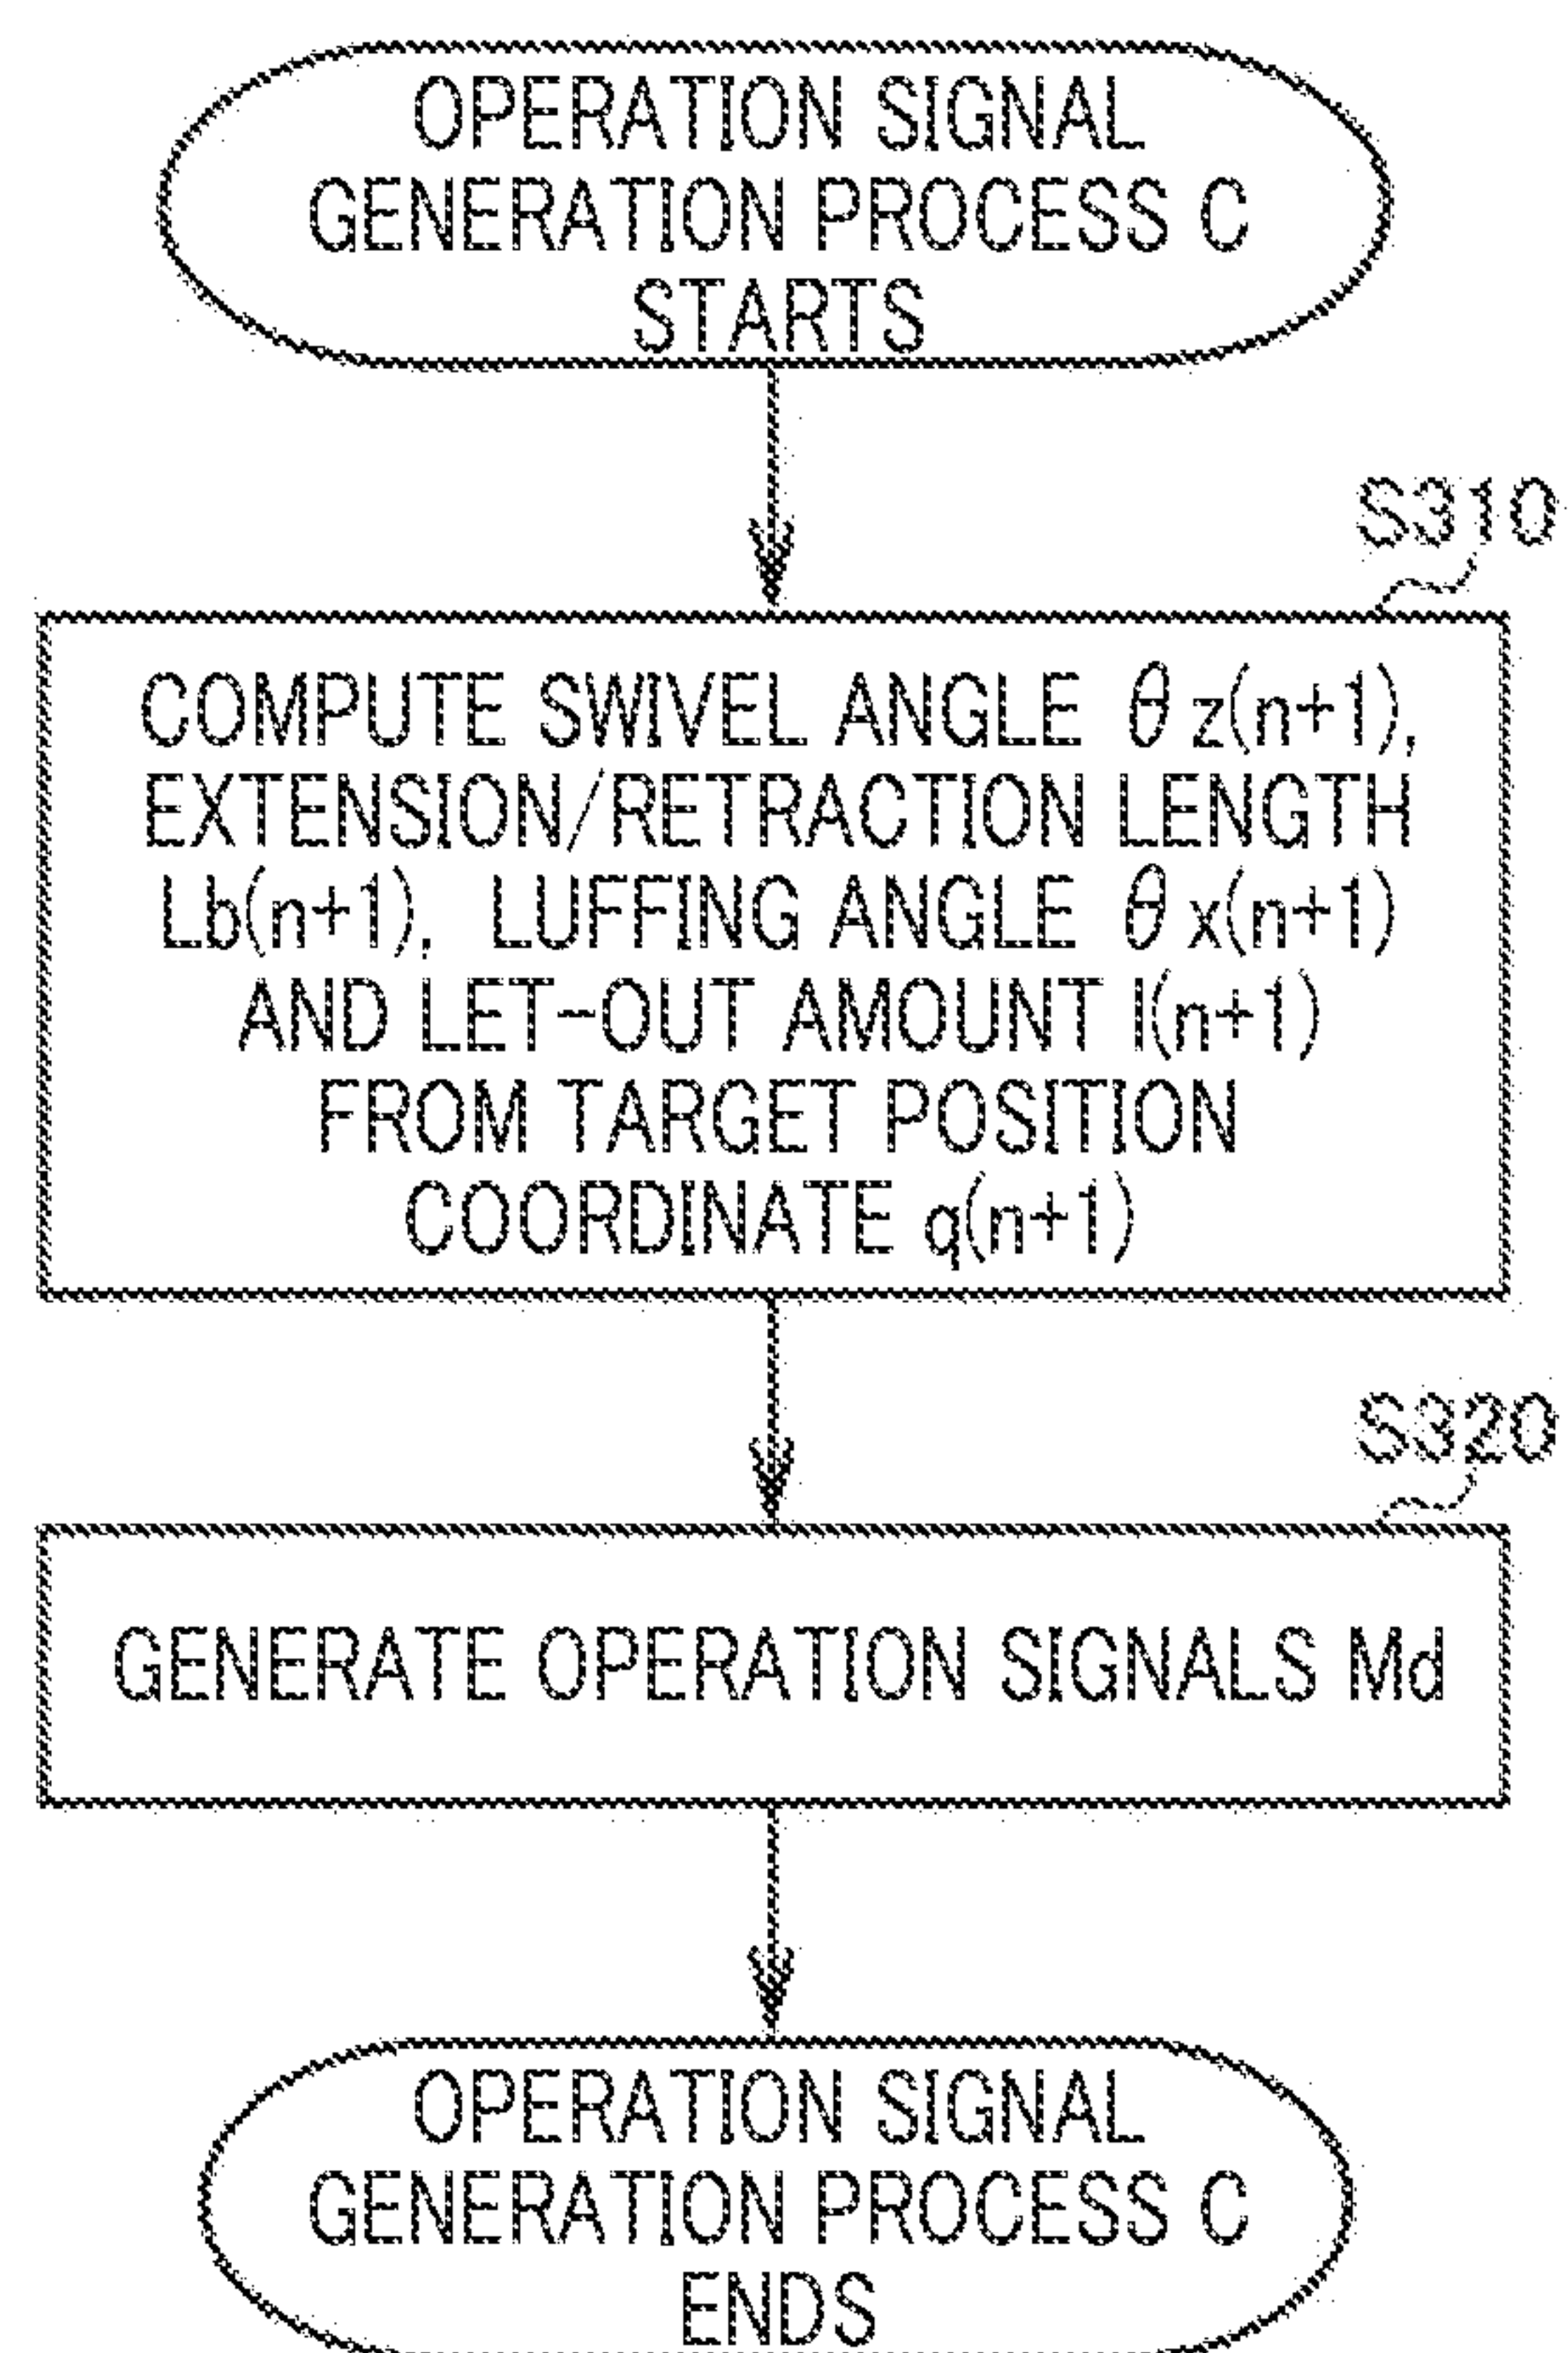 OPERATION SIGNAL
GENERATION PROCESS C
STARTS
S310
COMPUTE SWIVEL ANGLE θz(n+1),
EXTENSION/RETRACTION LENGTH
Lb(n+1), LUFFING ANGLE θx(n+1)
AND LET-OUT AMOUNT l(n+1)
FROM TARGET POSITION
COORDINATE q(n+1)
S320
GENERATE OPERATION SIGNALS Md
OPERATION SIGNAL
GENERATION PROCESS C
ENDS